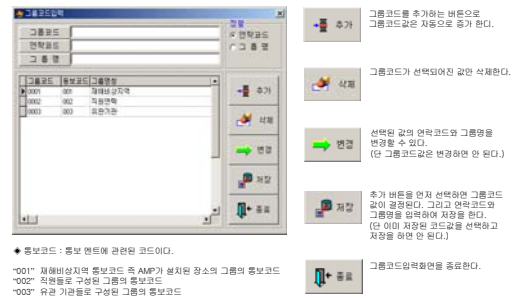 그룹코드입력
그룹코드
연락코드
그 룹 명
정렬
연락코드
그 룹 명
그룹코드 통보코드 그룹명칭
0001 001 재해비상지역
0002 002 직원연락
0003 003 유관기관
추가
삭제
변경
저장
종료
추가
그룹코드를 추가하는 버튼으로
그룹코드값은 자동으로 증가 한다.
삭제
그룹코드가 선택되어진 값만 삭제한다.
변경
선택된 값의 연락코드와 그룹명을
변경할 수 있다.
(단 그룹코드값은 변경하면 안 된다.)
저장
추가 버튼을 먼저 선택하면 그룹코드
값이 결정된다. 그리고 연락코드와
그룹명을 입력하여 저장을 한다.
(단 이미 저장된 코드값을 선택하고
저장을 하면 안 된다.)
종료
그룹코드입력화면을 종료한다.
◆ 통보코드 : 통보 멘트에 관련된 코드이다.
“001” 재해비상지역 통보코드 즉 AMP가 설치된 장소의 그룹의 통보코드
“002” 직원들로 구성된 그룹의 통보코드
“003” 유관 기관들로 구성된 그룹의 통보코드